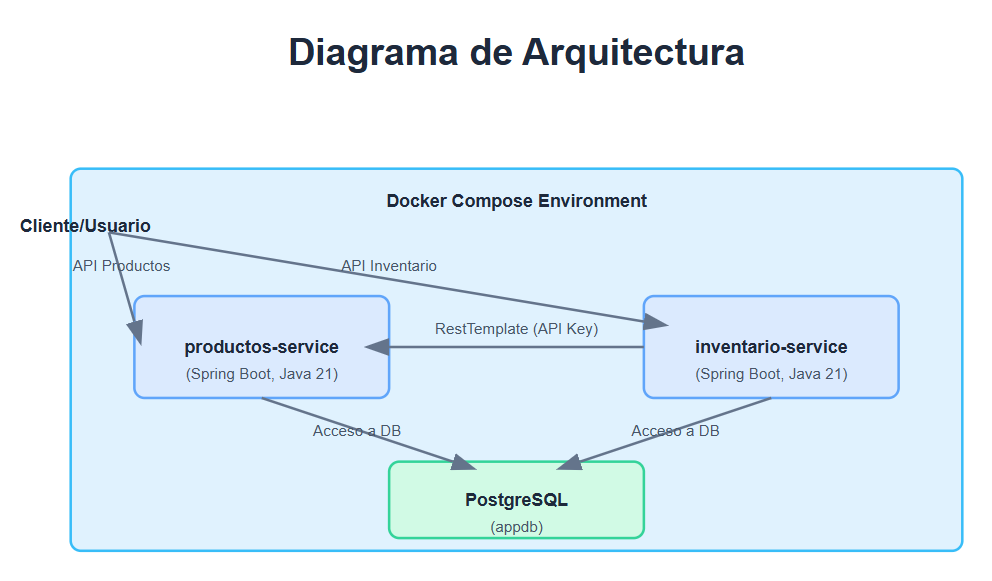 Diagrama de Arquitectura
Docker Compose Environment
Cliente/Usuario
API Productos
API Inventario
RestTemplate (API Key)
productos-service
(Spring Boot, Java 21)
inventario-service
(Spring Boot, Java 21)
Acceso a DB
Acceso a DB
PostgreSQL
(appdb)